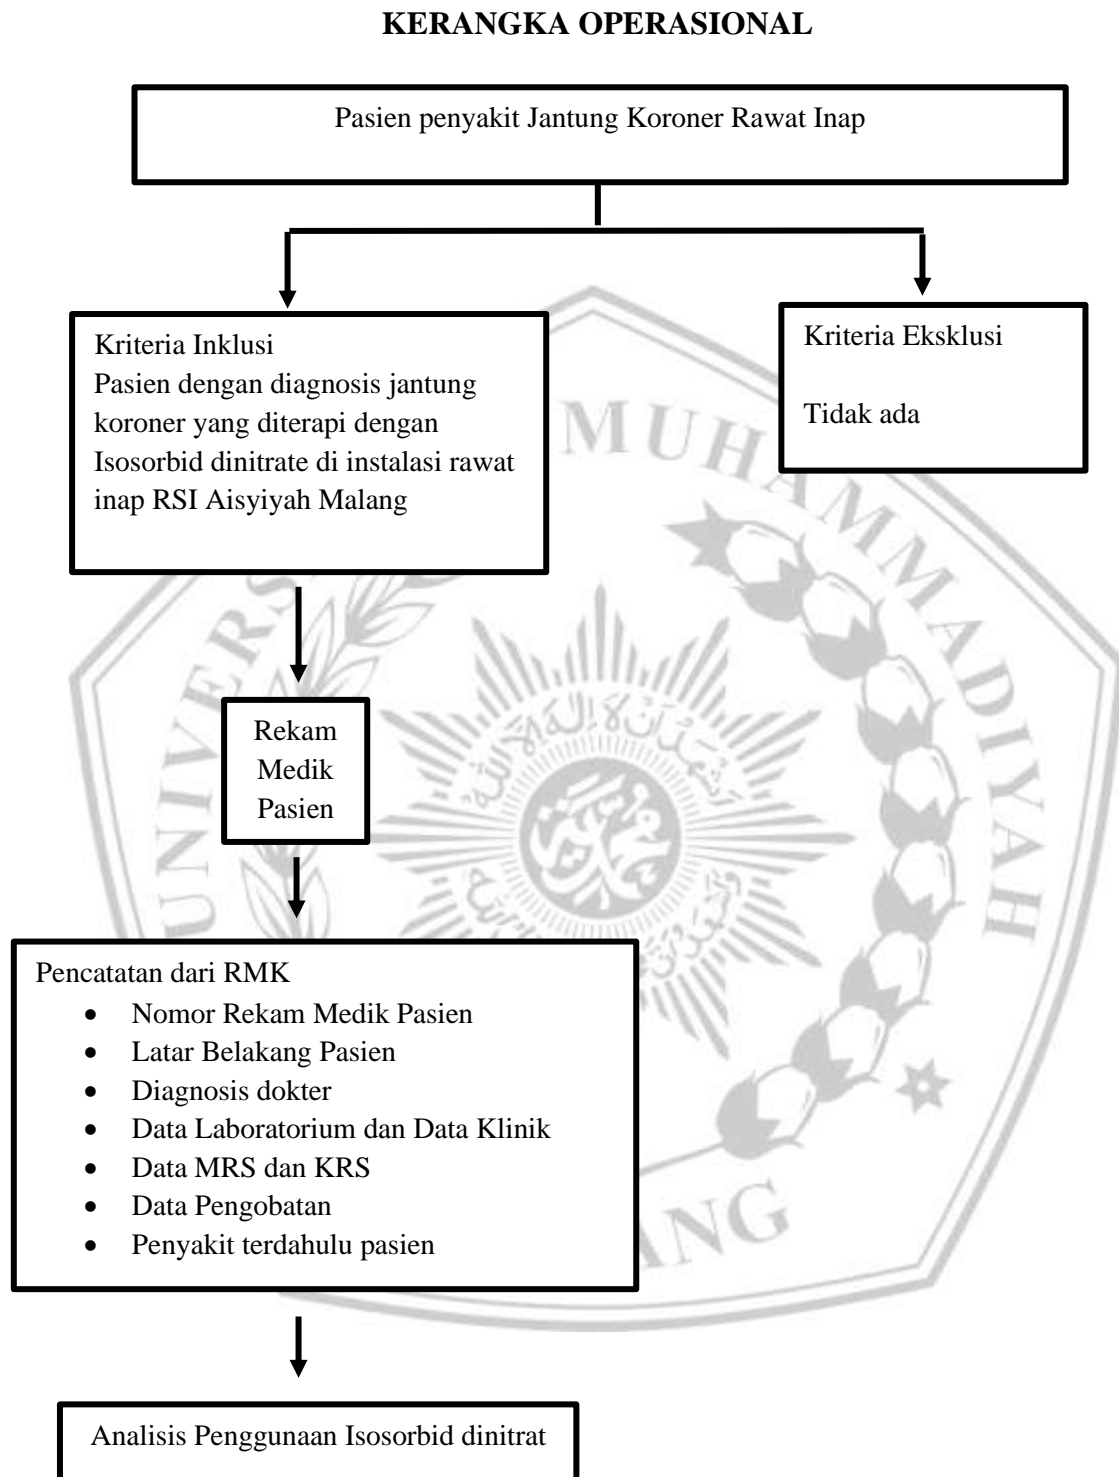 KERANGKA OPERASIONAL
Pasien penyakit Jantung Koroner Rawat Inap
Kriteria Inklusi
Pasien dengan diagnosis jantung
koroner yang diterapi dengan
Isosorbid dinitrate di instalasi rawat
inap RSI Aisyiyah Malang
Kriteria Eksklusi
Tidak ada
Rekam
Medik
Pasien
Pencatatan dari RMK
• Nomor Rekam Medik Pasien
• Latar Belakang Pasien
• Diagnosis dokter
• Data Laboratorium dan Data Klinik
• Data MRS dan KRS
• Data Pengobatan
• Penyakit terdahulu pasien
Analisis Penggunaan Isosorbid dinitrat
MUHAMMADIYAH